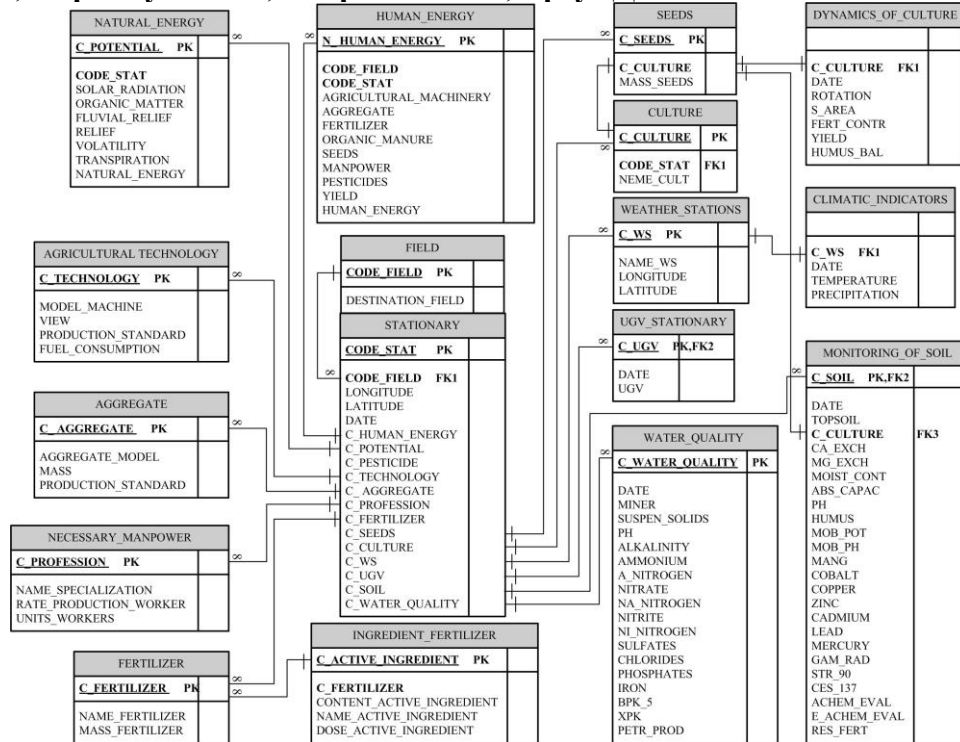 NATURAL_ENERGY
C_POTENTIAL PK
CODE_STAT
SOLAR_RADIATION
ORGANIC_MATTER
FLUVIAL_RELIEF
RELIEF
VOLATILITY
TRANSPIRATION
NATURAL_ENERGY
HUMAN_ENERGY
N_HUMAN_ENERGY PK
CODE_FIELD
CODE_STAT
AGRICULTURAL_MACHINERY
AGGREGATE
FERTILIZER
ORGANIC_MANURE
SEEDS
MANPOWER
PESTICIDES
YIELD
HUMAN_ENERGY
SEEDS
C_SEEDS PK
C_CULTURE
MASS_SEEDS
DYNAMICS_OF_CULTURE
C_CULTURE FK1
DATE
ROTATION
S_AREA
FERT_CONTR
YIELD
HUMUS_BAL
CULTURE
C_CULTURE PK
CODE_STAT FK1
NEME_CULT
WEATHER_STATIONS
C_WS PK
NAME_WS
LONGITUDE
LATITUDE
CLIMATIC_INDICATORS
C_WS FK1
DATE
TEMPERATURE
PRECIPITATION
AGRICULTURAL TECHNOLOGY
C_TECHNOLOGY PK
MODEL_MACHINE
VIEW
PRODUCTION_STANDARD
FUEL_CONSUMPTION
FIELD
CODE_FIELD PK
DESTINATION_FIELD
STATIONARY
CODE_STAT PK
CODE_FIELD FK1
LONGITUDE
LATITUDE
DATE
C_HUMAN_ENERGY
C_POTENTIAL
C_PESTICIDE
C_TECHNOLOGY
C_AGGREGATE
C_PROFESSION
C_FERTILIZER
C_SEEDS
C_CULTURE
C_WS
C_UGV
C_SOIL
C_WATER_QUALITY
UGV_STATIONARY
C_UGV PK,FK2
DATE
UGV
MONITORING_OF_SOIL
C_SOIL PK,FK2
DATE
TOPSOIL
C_CULTURE FK3
CA_EXCH
MG_EXCH
MOIST_CONT
ABS_CAPAC
PH
HUMUS
MOB_POT
MOB_PH
MANG
COBALT
COPPER
ZINC
CADMIUM
LEAD
MERCURY
GAM_RAD
STR_90
CES_137
ACHEM_EVAL
E_ACHEM_EVAL
RES_FERT
AGGREGATE
C_AGGREGATE PK
AGGREGATE_MODEL
MASS
PRODUCTION_STANDARD
WATER_QUALITY
C_WATER_QUALITY PK
DATE
MINER
SUSPEN_SOLIDS
PH
ALKALINITY
AMMONIUM
A_NITROGEN
NITRATE
NA_NITROGEN
NITRITE
NI_NITROGEN
SULFATES
CHLORIDES
PHOSPHATES
IRON
BPK_5
XPK
PETR_PROD
NECESSARY_MANPOWER
C_PROFESSION PK
NAME_SPECIALIZATION
RATE_PRODUCTION_WORKER
UNITS_WORKERS
FERTILIZER
C_FERTILIZER PK
NAME_FERTILIZER
MASS_FERTILIZER
INGREDIENT_FERTILIZER
C_ACTIVE_INGREDIENT PK
C_FERTILIZER
CONTENT_ACTIVE_INGREDIENT
NAME_ACTIVE_INGREDIENT
DOSE_ACTIVE_INGREDIENT